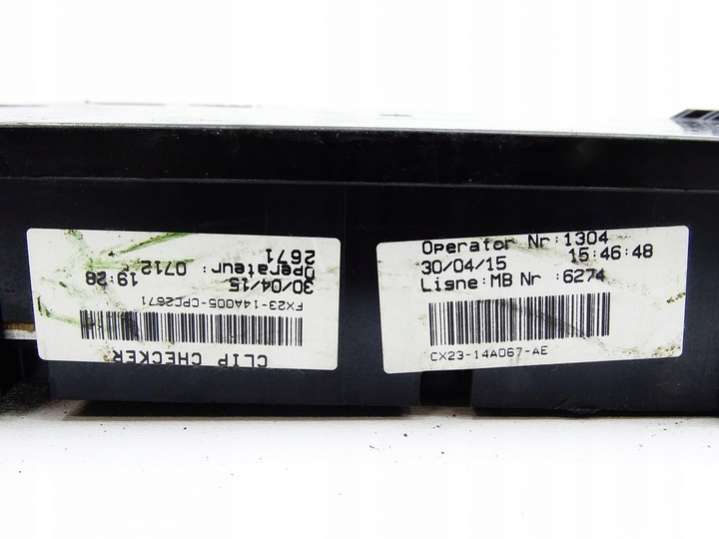 CLIP CHECKER
FX23-14A005-CPC2671
30/04/15 19:28
Operateur: 0712
2671
Operator Nr:1304
30/04/15 15:46:48
Ligne:MB Nr :6274
CX23-14A067-AE